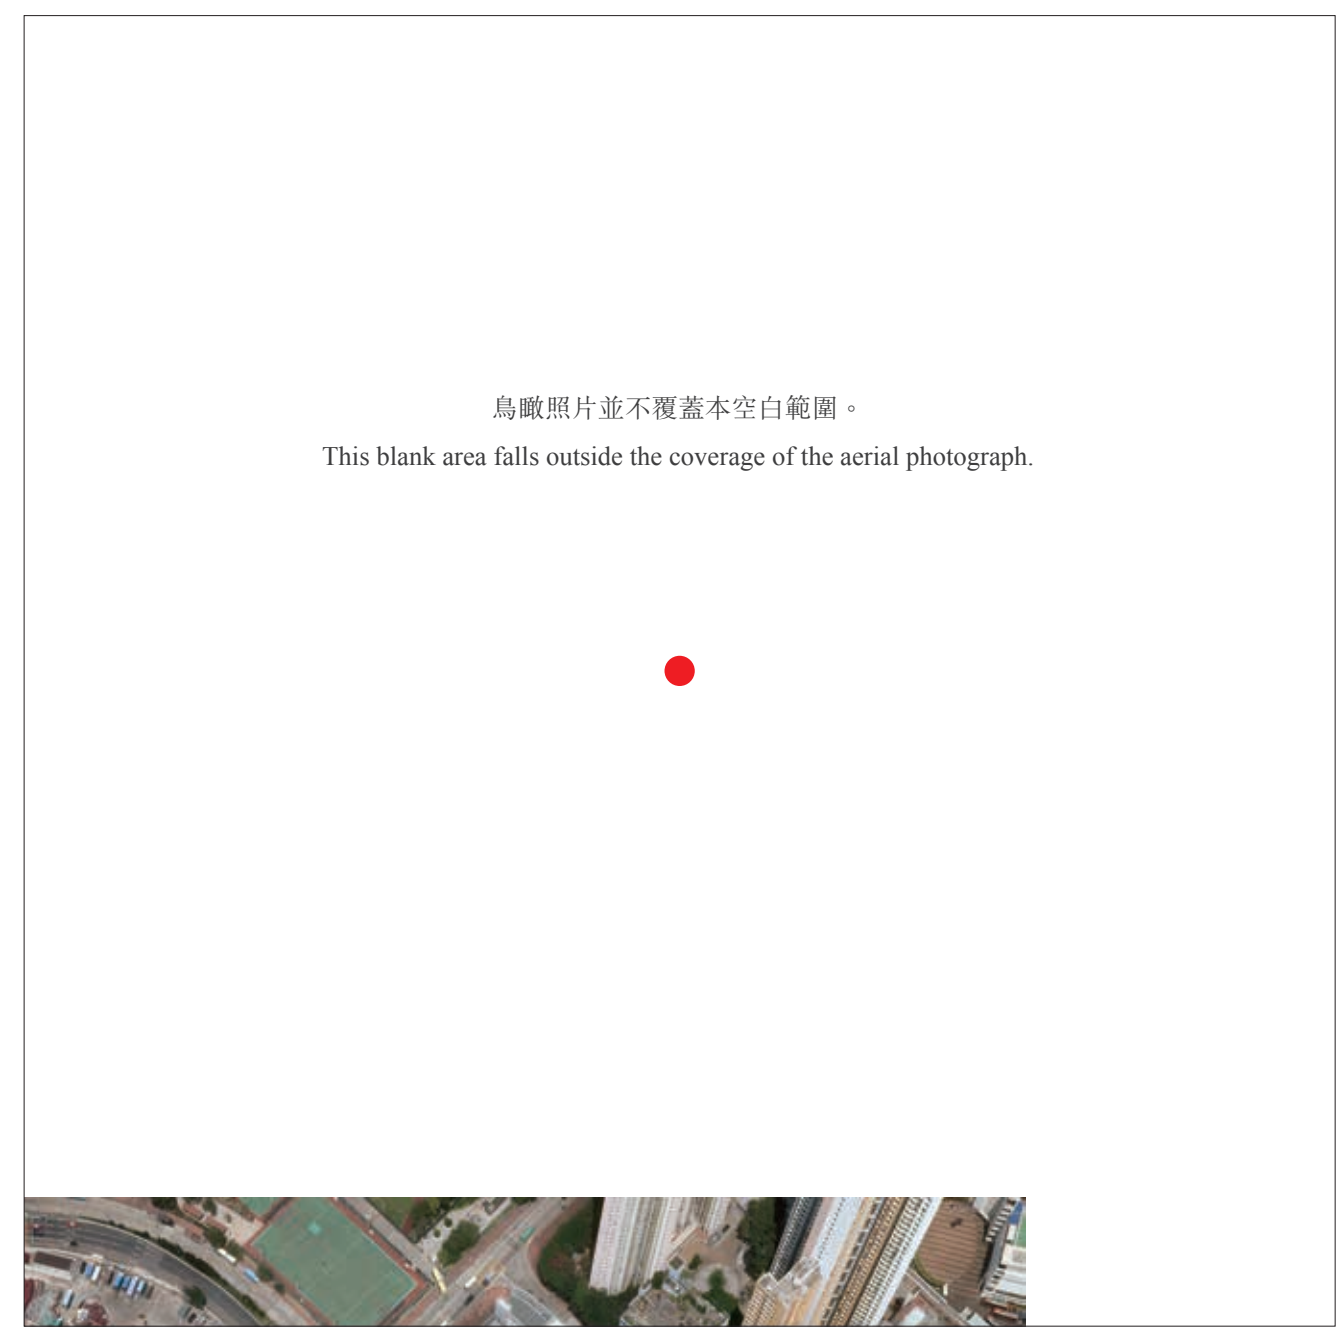 鳥瞰照片並不覆蓋本空白範圍。
This blank area falls outside the coverage of the aerial photograph.